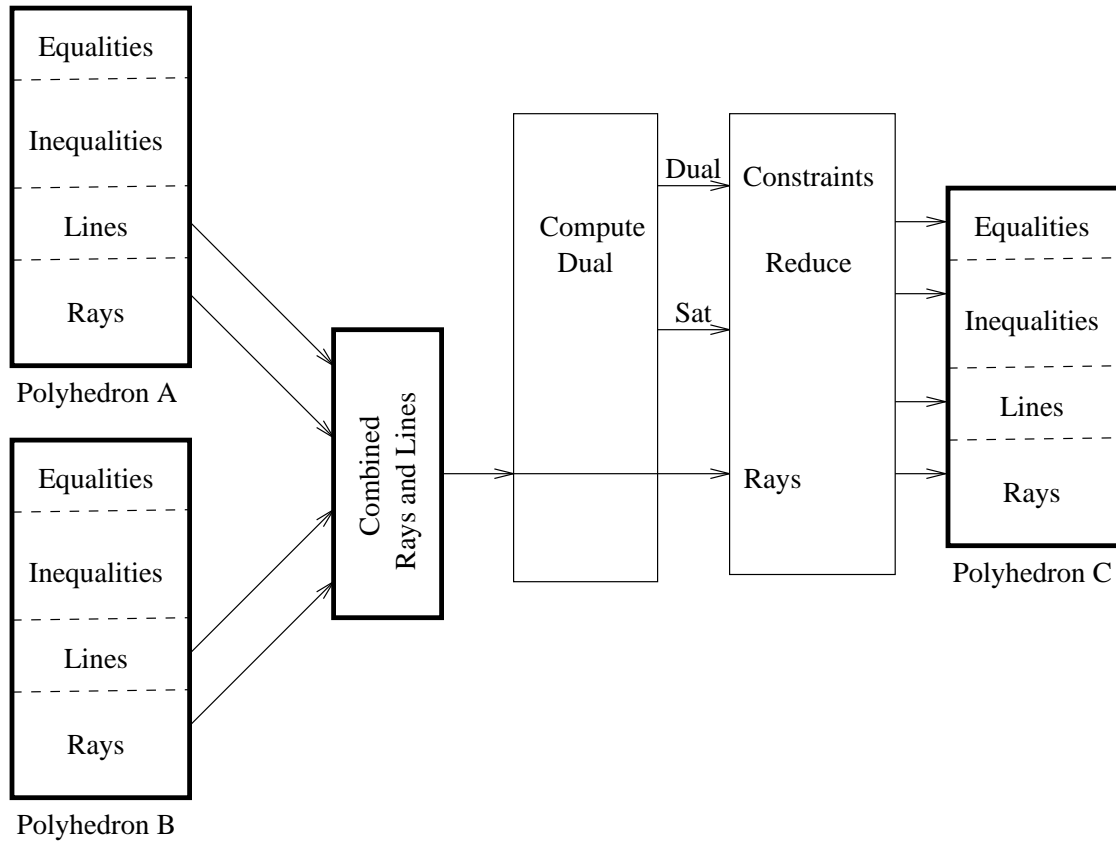 Equalities
Inequalities
Lines
Rays
Polyhedron A
Equalities
Inequalities
Lines
Rays
Polyhedron B
Combined
Rays and Lines
Compute
Dual
Dual
Sat
Constraints
Reduce
Rays
Equalities
Inequalities
Lines
Rays
Polyhedron C